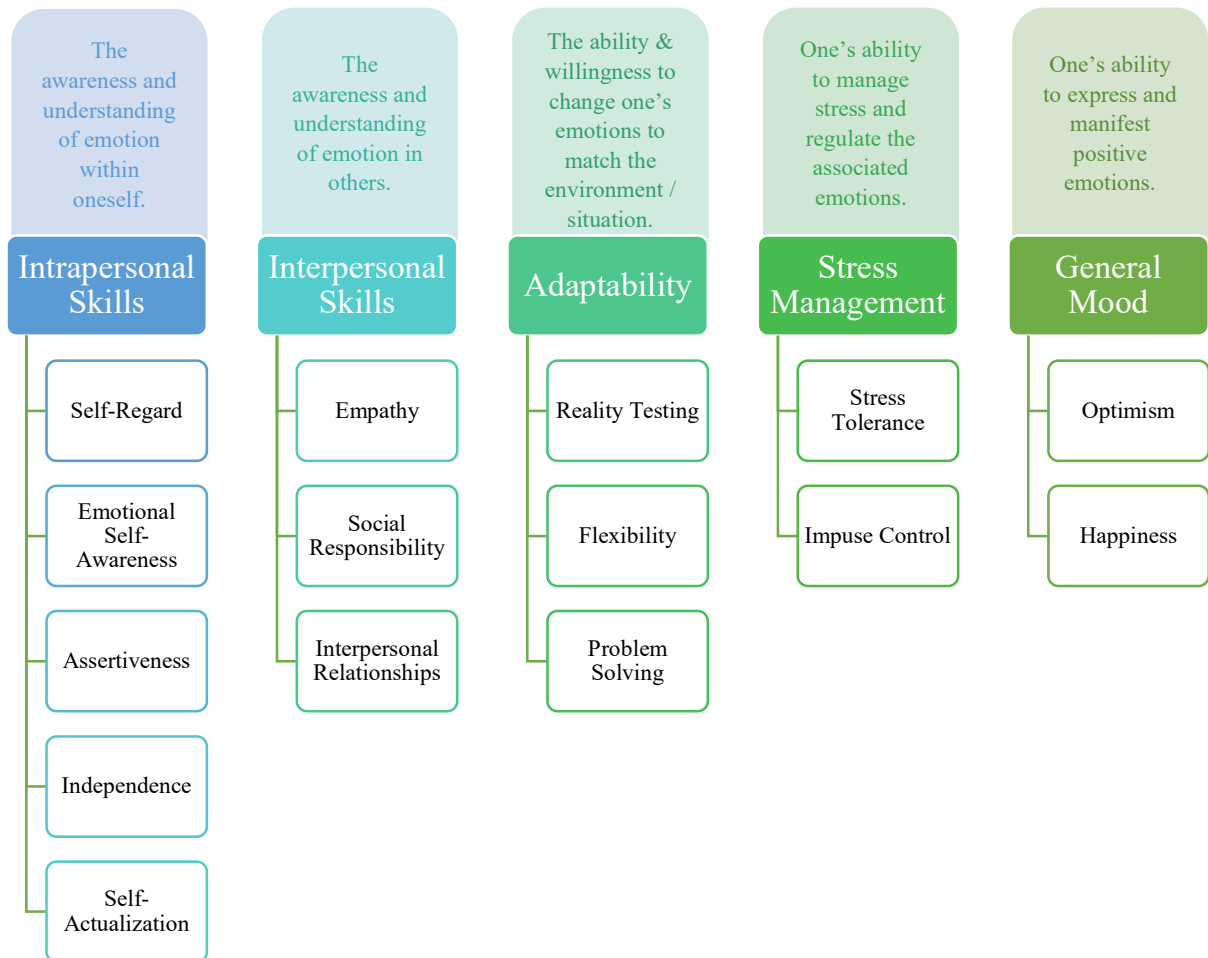 The
awareness and
understanding
of emotion
within
oneself.
Intrapersonal
Skills
Self-Regard
Emotional
Self-
Awareness
Assertiveness
Independence
Self-
Actualization
The
awareness and
understanding
of emotion in
others.
Interpersonal
Skills
Empathy
Social
Responsibility
Interpersonal
Relationships
The ability &
willingness to
change one’s
emotions to
match the
environment /
situation.
Adaptability
Reality Testing
Flexibility
Problem
Solving
One’s ability
to manage
stress and
regulate the
associated
emotions.
Stress
Management
Stress
Tolerance
Impuse Control
One’s ability
to express and
manifest
positive
emotions.
General
Mood
Optimism
Happiness